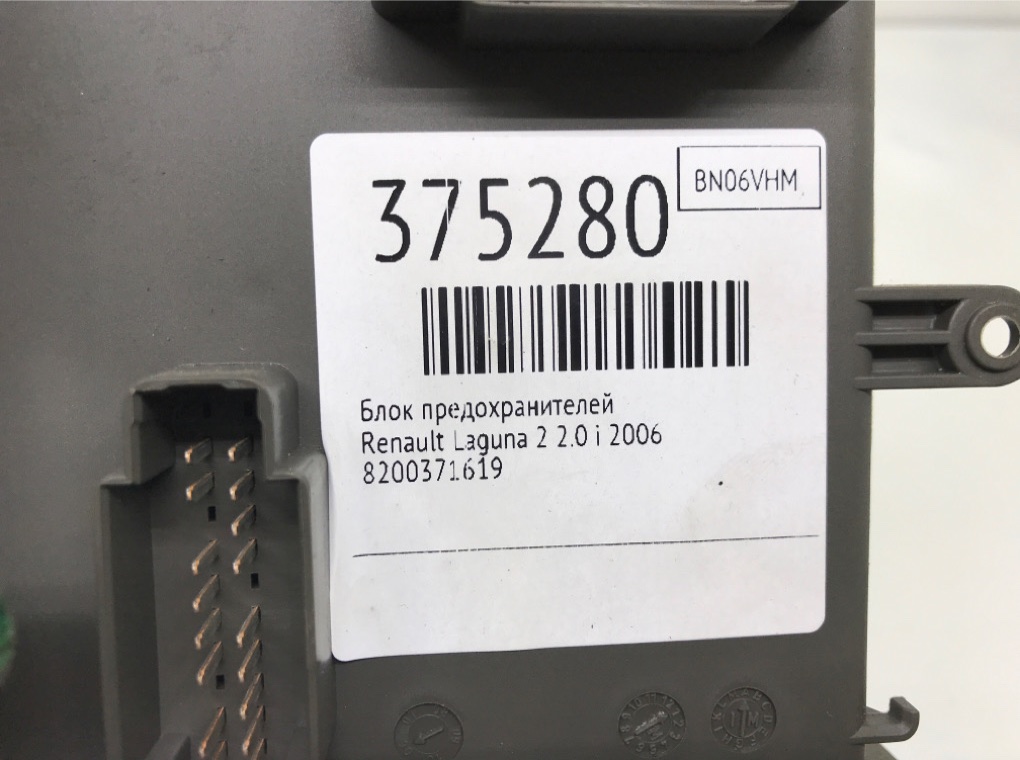 375280
BN06VHM
Блок предохранителей
Renault Laguna 2 2.0 i 2006
8200371619